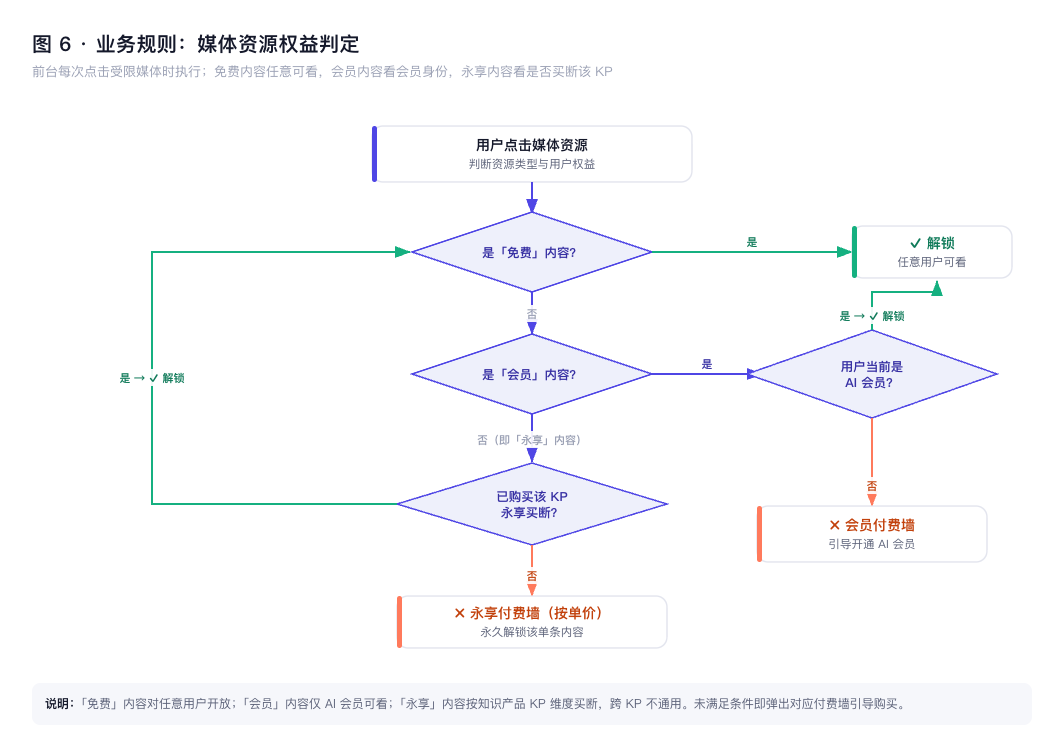 图 6 · 业务规则：媒体资源权益判定
前台每次点击受限媒体时执行；免费内容任意可看，会员内容看会员身份，永享内容看是否买断该 KP
用户点击媒体资源
判断资源类型与用户权益
是「免费」内容?
是
✓ 解锁
任意用户可看
否
是 → ✓ 解锁
是「会员」内容?
是
用户当前是
AI 会员?
是 → ✓ 解锁
否（即「永享」内容）
已购买该 KP
永享买断?
否
✕ 会员付费墙
引导开通 AI 会员
否
✕ 永享付费墙（按单价）
永久解锁该单条内容
说明：「免费」内容对任意用户开放；「会员」内容仅 AI 会员可看；「永享」内容按知识产品 KP 维度买断，跨 KP 不通用。未满足条件即弹出对应付费墙引导购买。